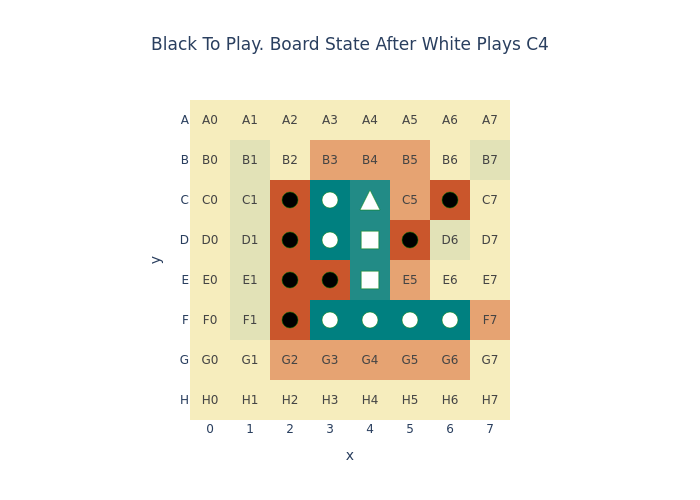 Black To Play. Board State After White Plays C4
A A0 A1 A2 A3 A4 A5 A6 A7
B B0 B1 B2 B3 B4 B5 B6 B7
C C0 C1 C5 C7
D D0 D1 D6 D7
E E0 E1 E5 E6 E7
F F0 F1 F7
G G0 G1 G2 G3 G4 G5 G6 G7
H H0 H1 H2 H3 H4 H5 H6 H7
0 1 2 3 4 5 6 7
x
y